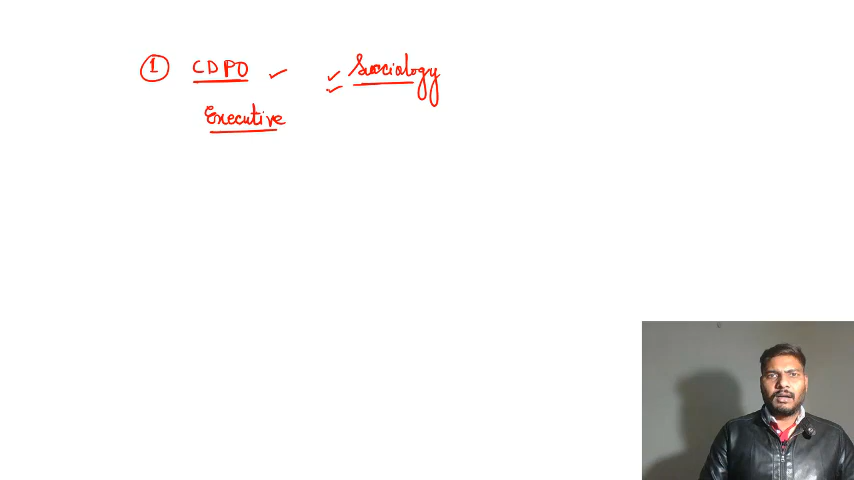 1 CDPO ✓ ✓ Sociology
Executive